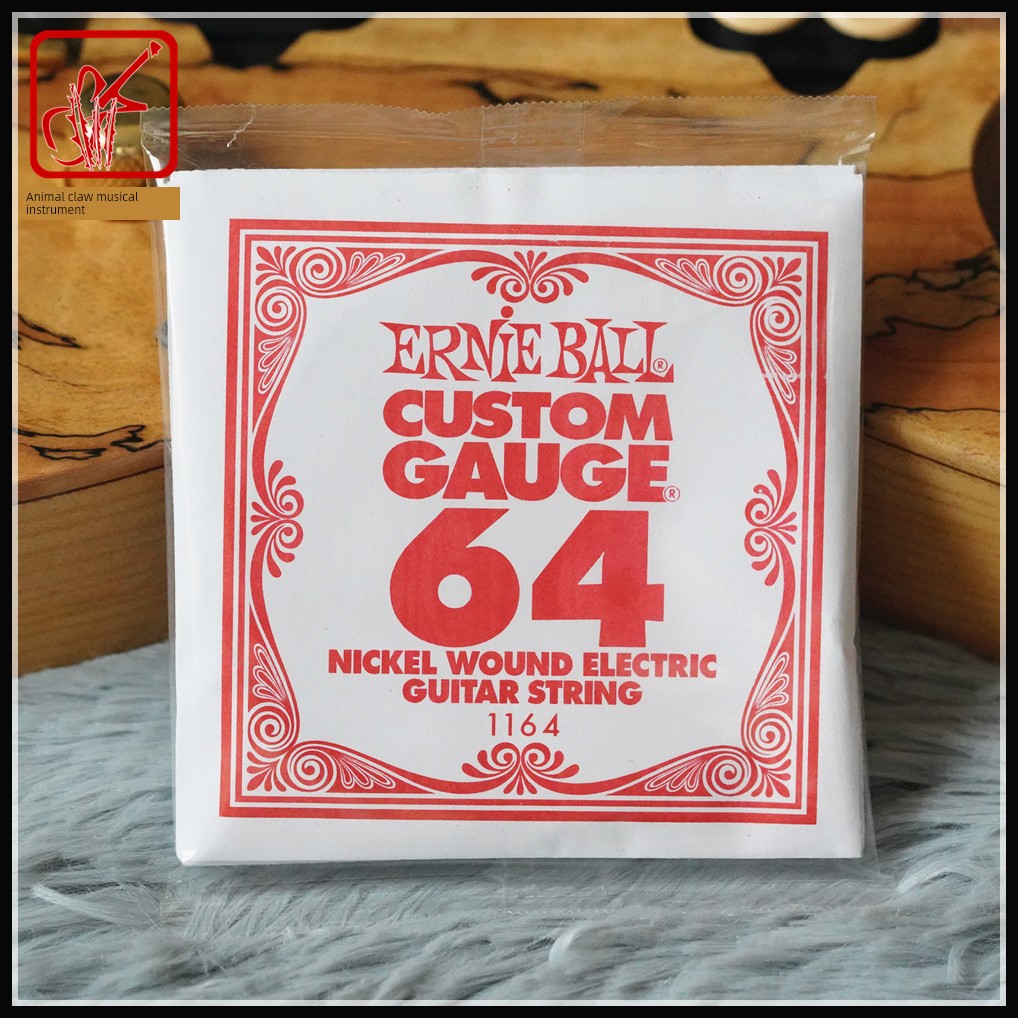 Animal claw musical
instrument
ERNiE BALL®
CUSTOM
GAUGE®
64
NICKEL WOUND ELECTRIC
GUITAR STRING
1164